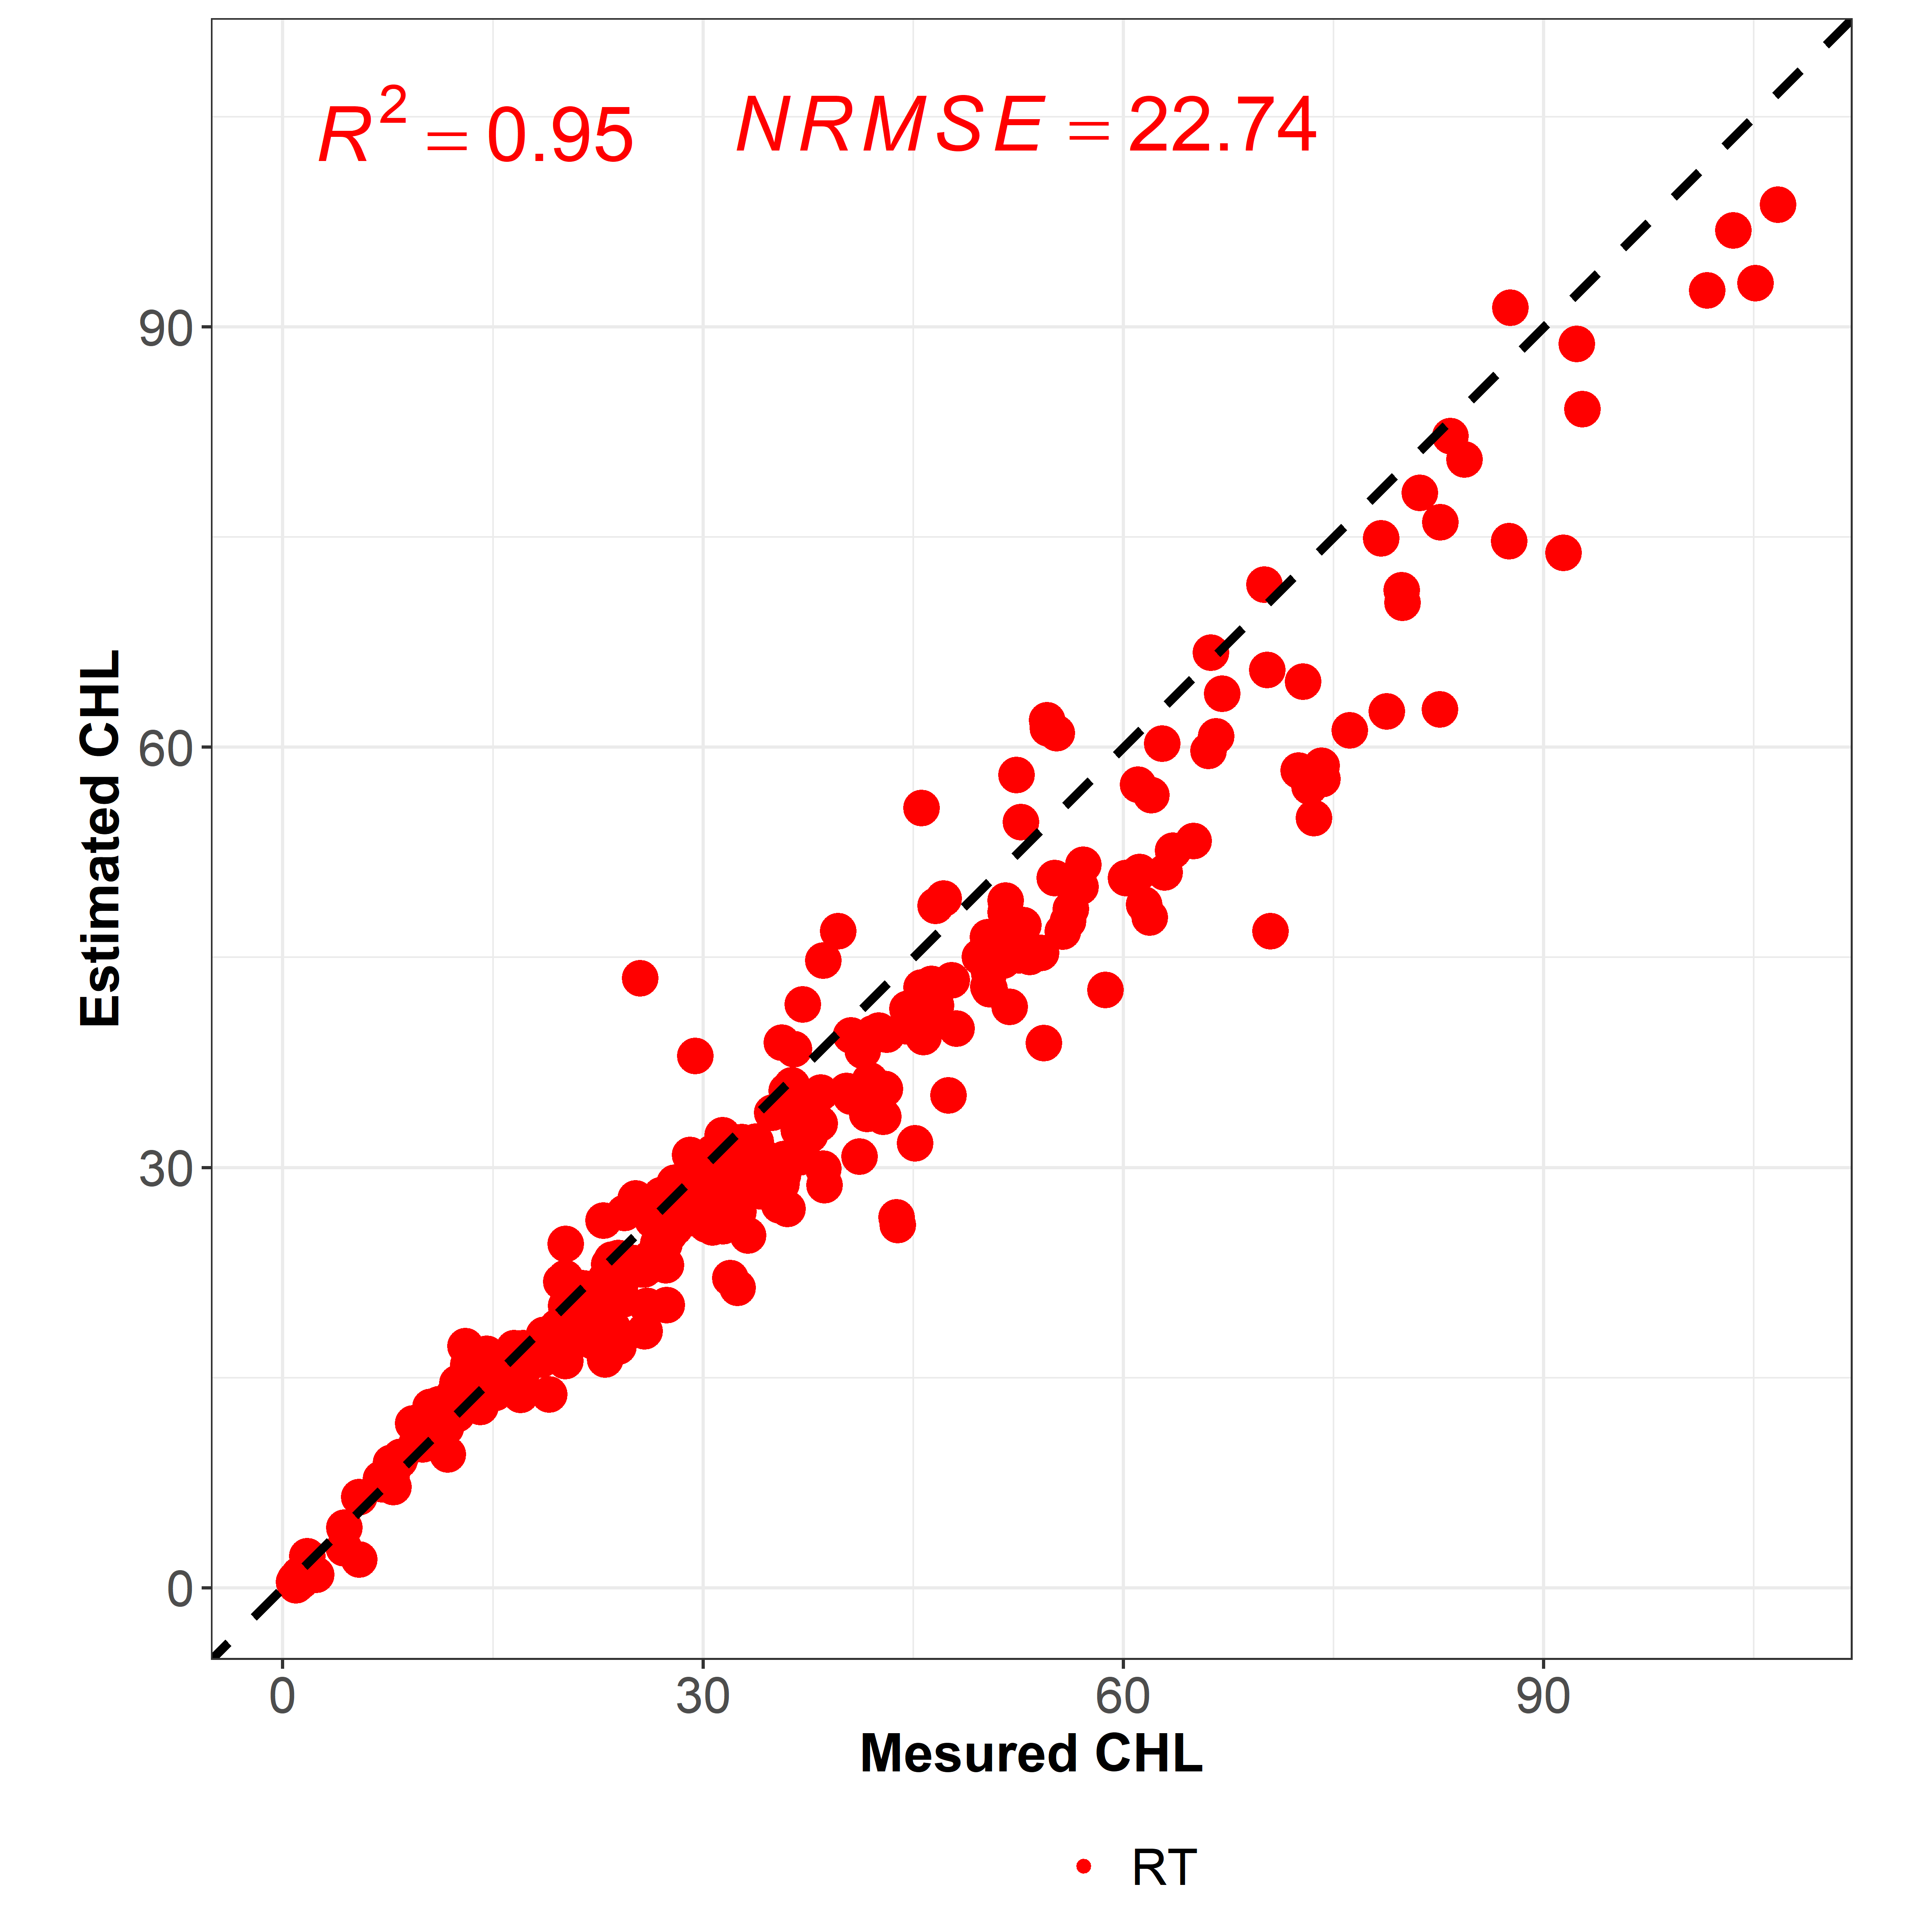 R² = 0.95 NRMSE = 22.74
Estimated CHL
90
60
30
0
0 30 60 90
Mesured CHL
RT